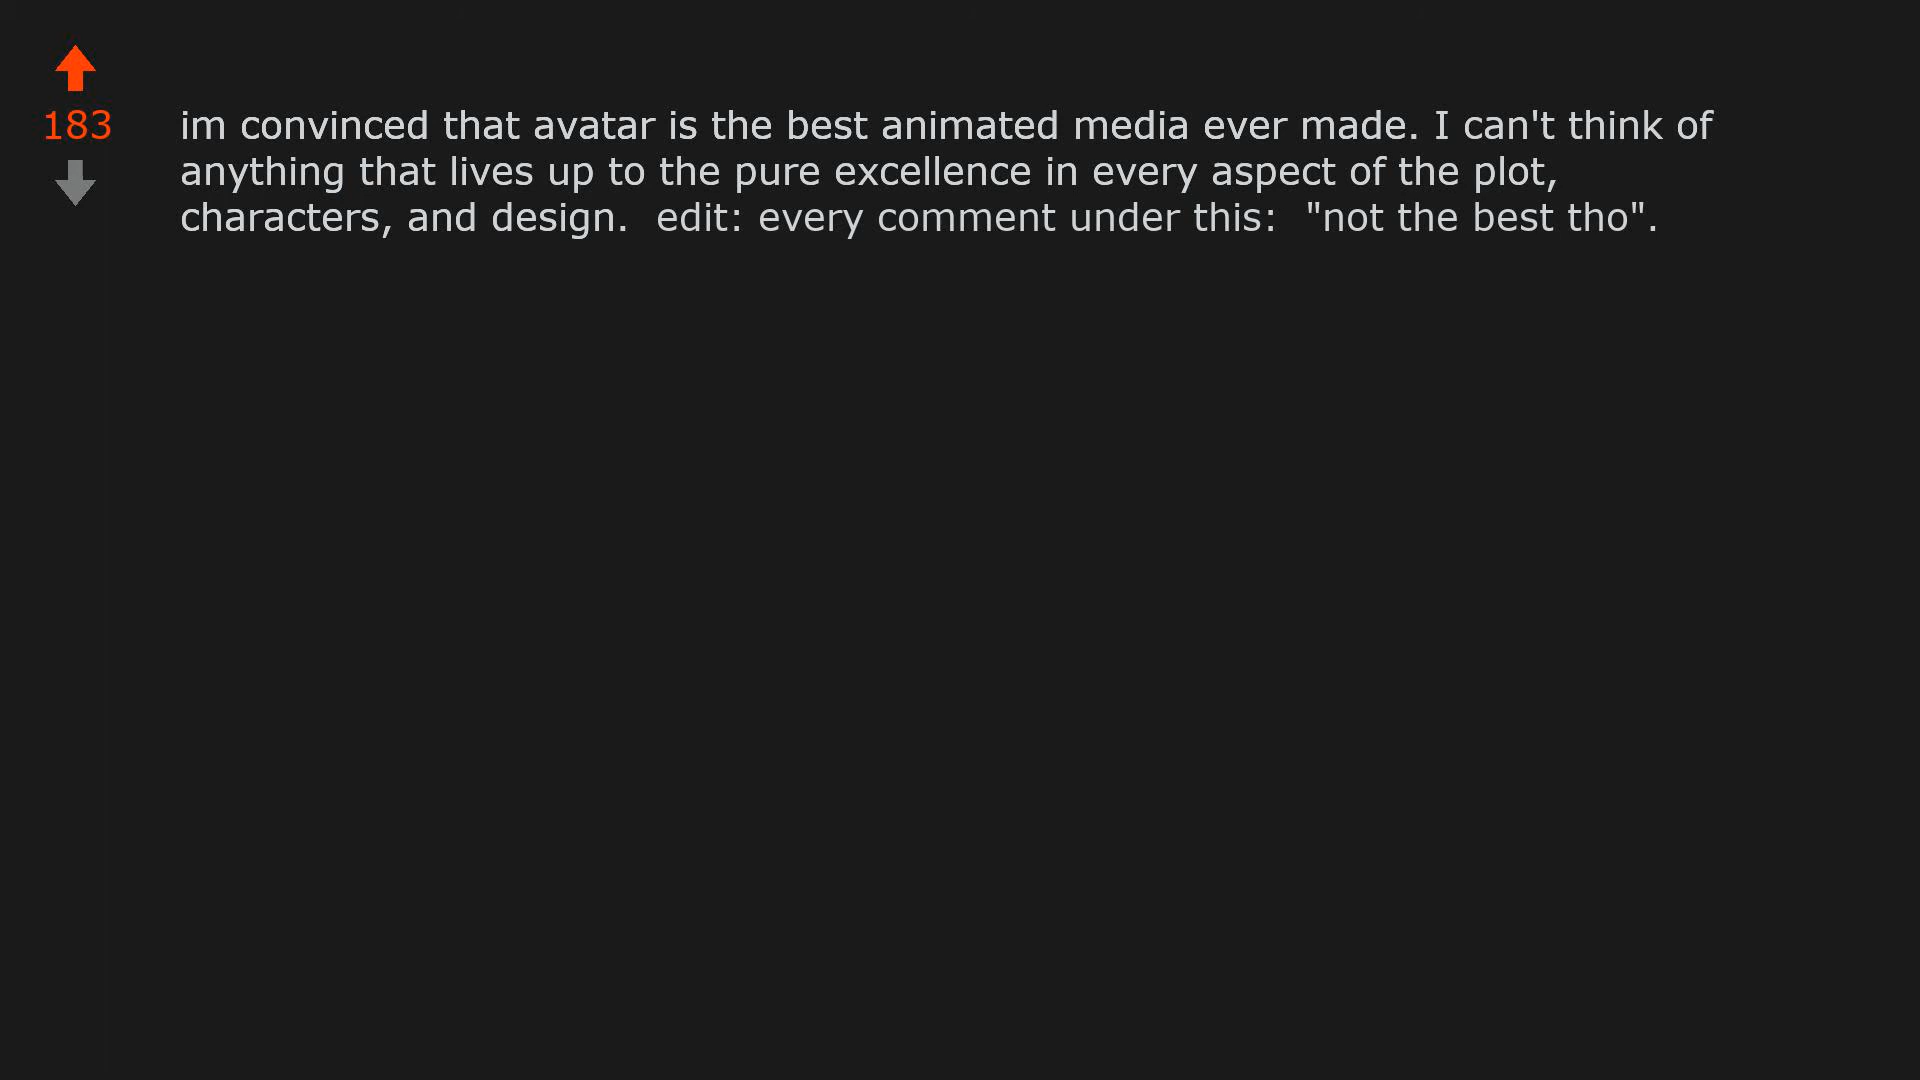 183
im convinced that avatar is the best animated media ever made. I can't think of
anything that lives up to the pure excellence in every aspect of the plot,
characters, and design.  edit: every comment under this:  "not the best tho".